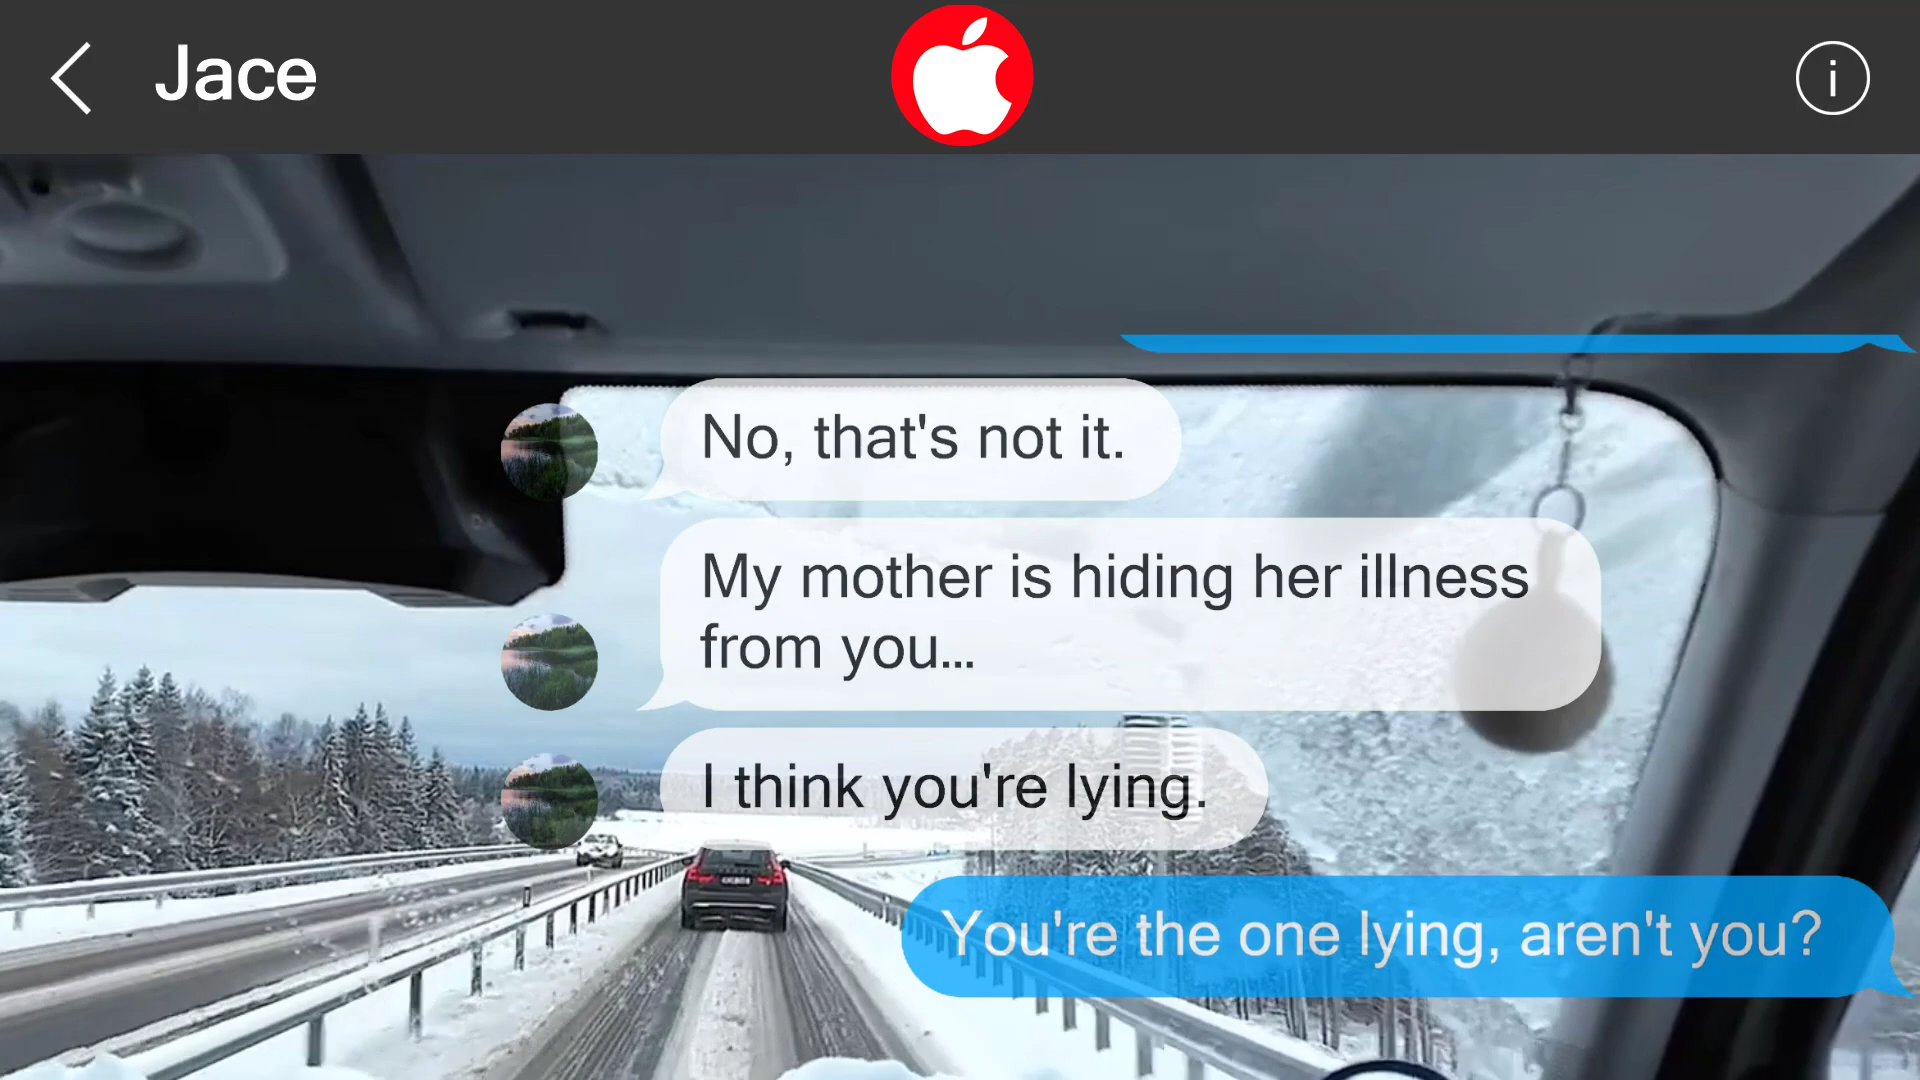 Jace
No, that's not it.
My mother is hiding her illness
from you...
I think you're lying.
You're the one lying, aren't you?